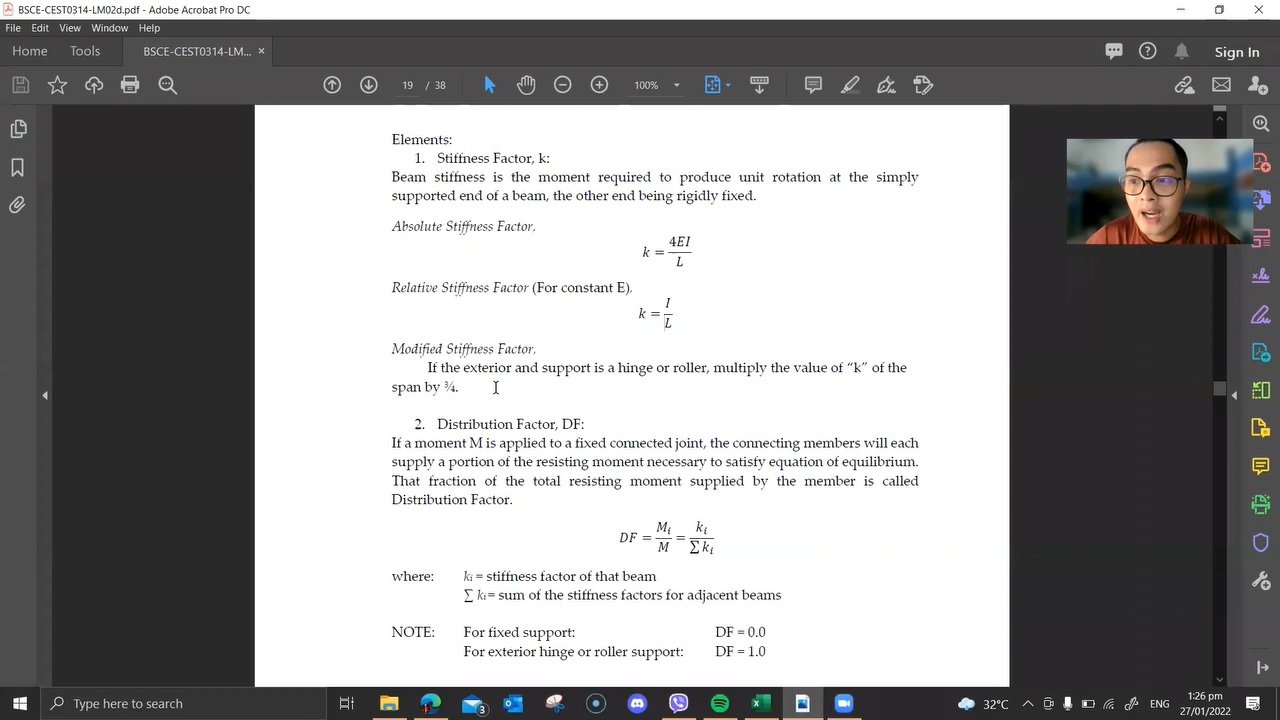 BSCE-CEST0314-LM02d.pdf - Adobe Acrobat Pro DC
File Edit View Window Help
Home Tools BSCE-CEST0314-LM... × Sign In
19 / 38 100%
Elements:
1. Stiffness Factor, k:
Beam stiffness is the moment required to produce unit rotation at the simply
supported end of a beam, the other end being rigidly fixed.
Absolute Stiffness Factor,
k = 4EI / L
Relative Stiffness Factor (For constant E),
k = I / L
Modified Stiffness Factor,
If the exterior and support is a hinge or roller, multiply the value of “k” of the
span by ¾.
2. Distribution Factor, DF:
If a moment M is applied to a fixed connected joint, the connecting members will each
supply a portion of the resisting moment necessary to satisfy equation of equilibrium.
That fraction of the total resisting moment supplied by the member is called
Distribution Factor.
DF = Mi / M = ki / ∑ ki
where: ki = stiffness factor of that beam
∑ ki = sum of the stiffness factors for adjacent beams
NOTE: For fixed support: DF = 0.0
For exterior hinge or roller support: DF = 1.0
Type here to search 3 32°C ENG 1:26 pm
27/01/2022